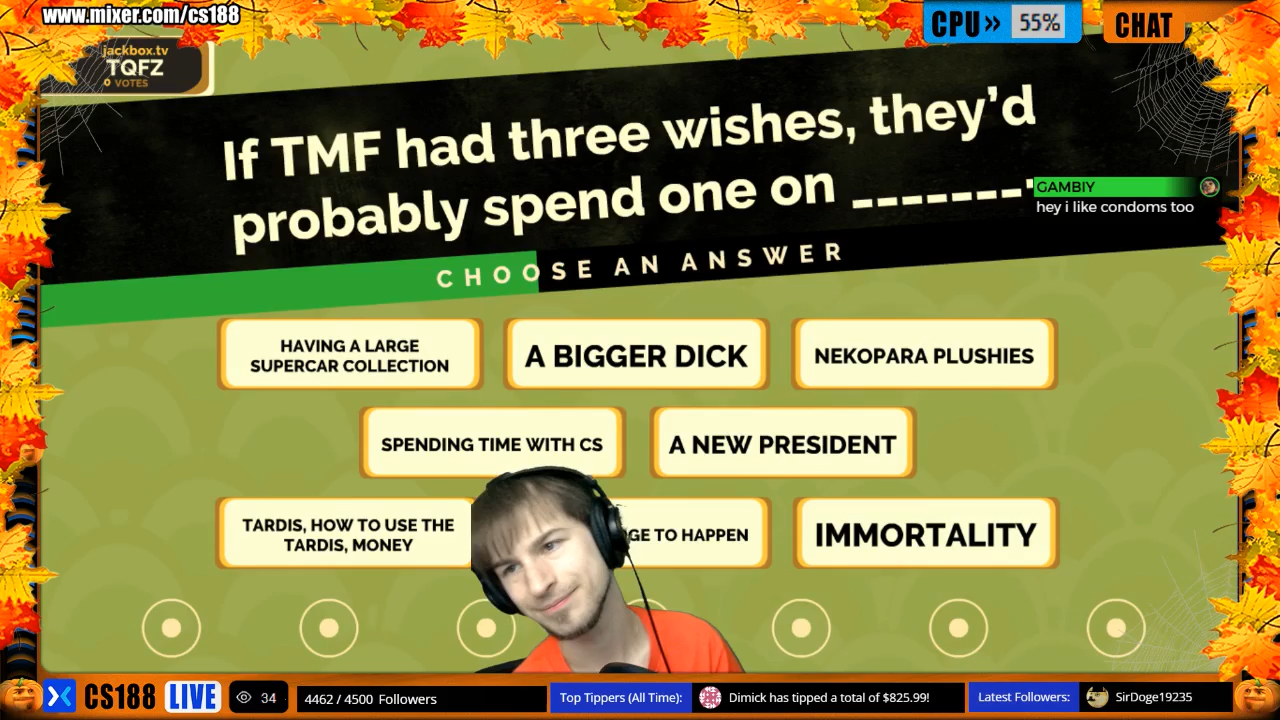 www.mixer.com/cs188
CPU»
55%
CHAT
jackbox.tv
TQFZ
0 VOTES
If TMF had three wishes, they’d
probably spend one on _______.
GAMBIY
hey i like condoms too
CHOOSE AN ANSWER
HAVING A LARGE
SUPERCAR COLLECTION
A BIGGER DICK
NEKOPARA PLUSHIES
SPENDING TIME WITH CS
A NEW PRESIDENT
TARDIS, HOW TO USE THE
TARDIS, MONEY
TO HAPPEN
IMMORTALITY
CS188 LIVE
34
4462 / 4500 Followers
Top Tippers (All Time):
Dimick has tipped a total of $825.99!
Latest Followers:
SirDoge19235